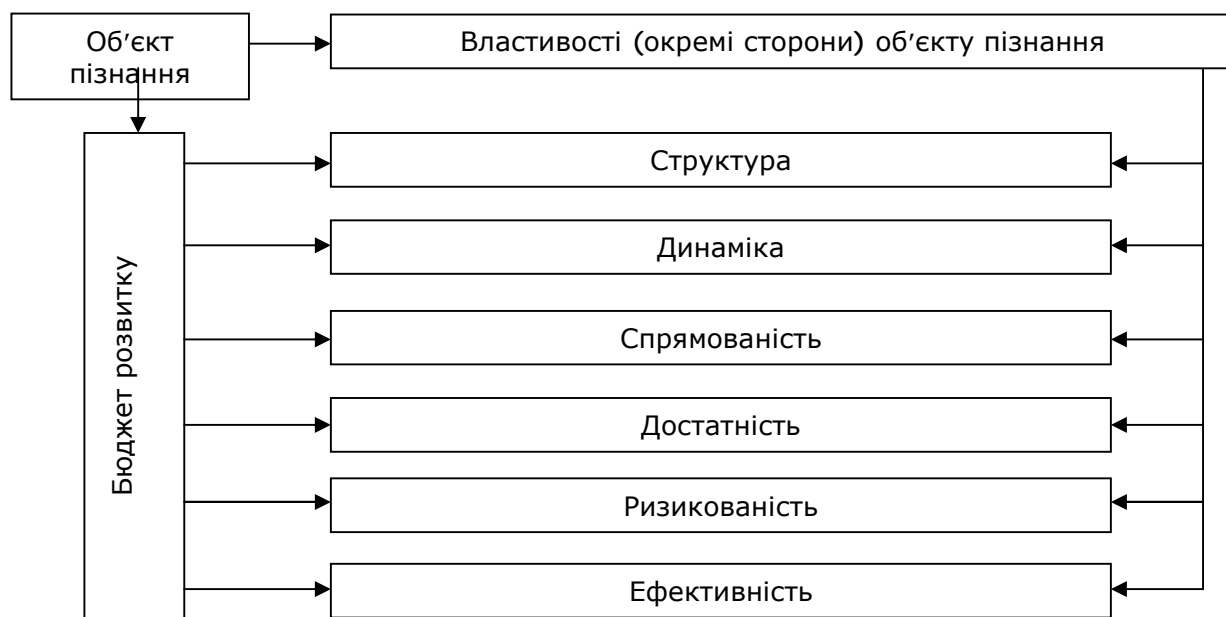 Об′єкт
пізнання
Властивості (окремі сторони) об′єкту пізнання
Бюджет розвитку
Структура
Динаміка
Спрямованість
Достатність
Ризикованість
Ефективність